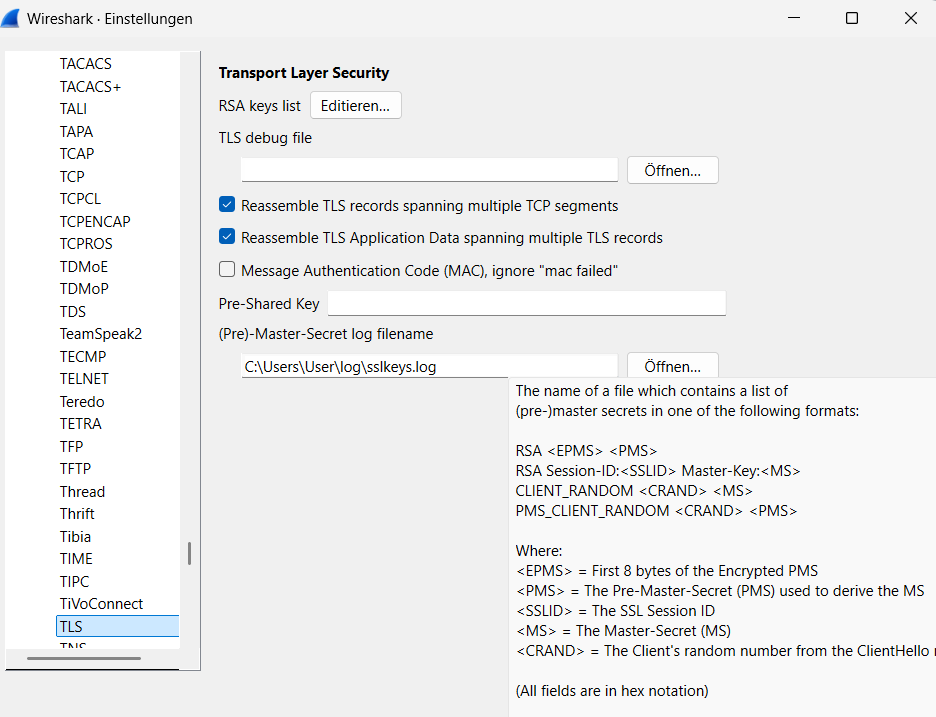 Wireshark · Einstellungen
TACACS
TACACS+
TALI
TAPA
TCAP
TCP
TCPCL
TCPENCAP
TCPROS
TDMoE
TDMoP
TDS
TeamSpeak2
TECMP
TELNET
Teredo
TETRA
TFP
TFTP
Thread
Thrift
Tibia
TIME
TIPC
TiVoConnect
TLS
TNS
Transport Layer Security
RSA keys list Editieren...
TLS debug file
Öffnen...
Reassemble TLS records spanning multiple TCP segments
Reassemble TLS Application Data spanning multiple TLS records
Message Authentication Code (MAC), ignore "mac failed"
Pre-Shared Key
(Pre)-Master-Secret log filename
C:\Users\User\log\sslkeys.log Öffnen...
The name of a file which contains a list of
(pre-)master secrets in one of the following formats:
RSA <EPMS> <PMS>
RSA Session-ID:<SSLID> Master-Key:<MS>
CLIENT_RANDOM <CRAND> <MS>
PMS_CLIENT_RANDOM <CRAND> <PMS>
Where:
<EPMS> = First 8 bytes of the Encrypted PMS
<PMS> = The Pre-Master-Secret (PMS) used to derive the MS
<SSLID> = The SSL Session ID
<MS> = The Master-Secret (MS)
<CRAND> = The Client's random number from the ClientHello
(All fields are in hex notation)